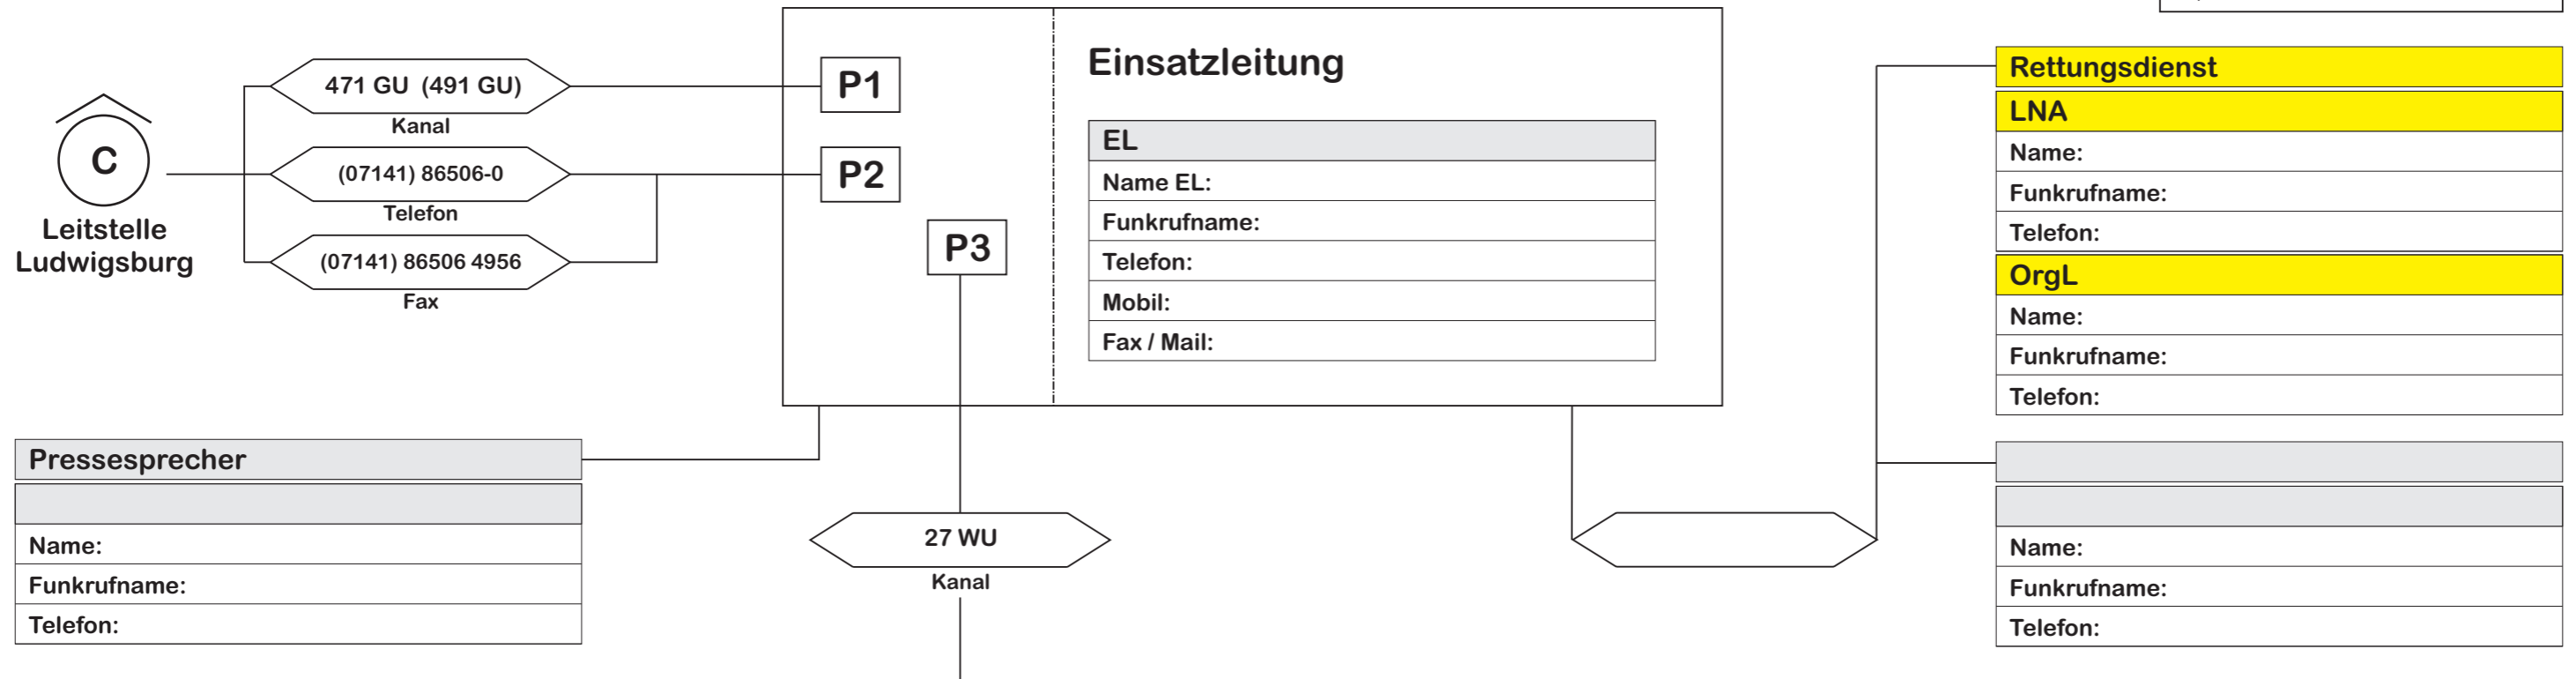 471 GU (491 GU)
Kanal
C
(07141) 86506-0
Telefon
Leitstelle
Ludwigsburg
(07141) 86506 4956
Fax
P1
P2
P3
Einsatzleitung
EL
Name EL:
Funkrufname:
Telefon:
Mobil:
Fax / Mail:
Rettungsdienst
LNA
Name:
Funkrufname:
Telefon:
OrgL
Name:
Funkrufname:
Telefon:
Pressesprecher
Name:
Funkrufname:
Telefon:
27 WU
Kanal
Name:
Funkrufname:
Telefon: